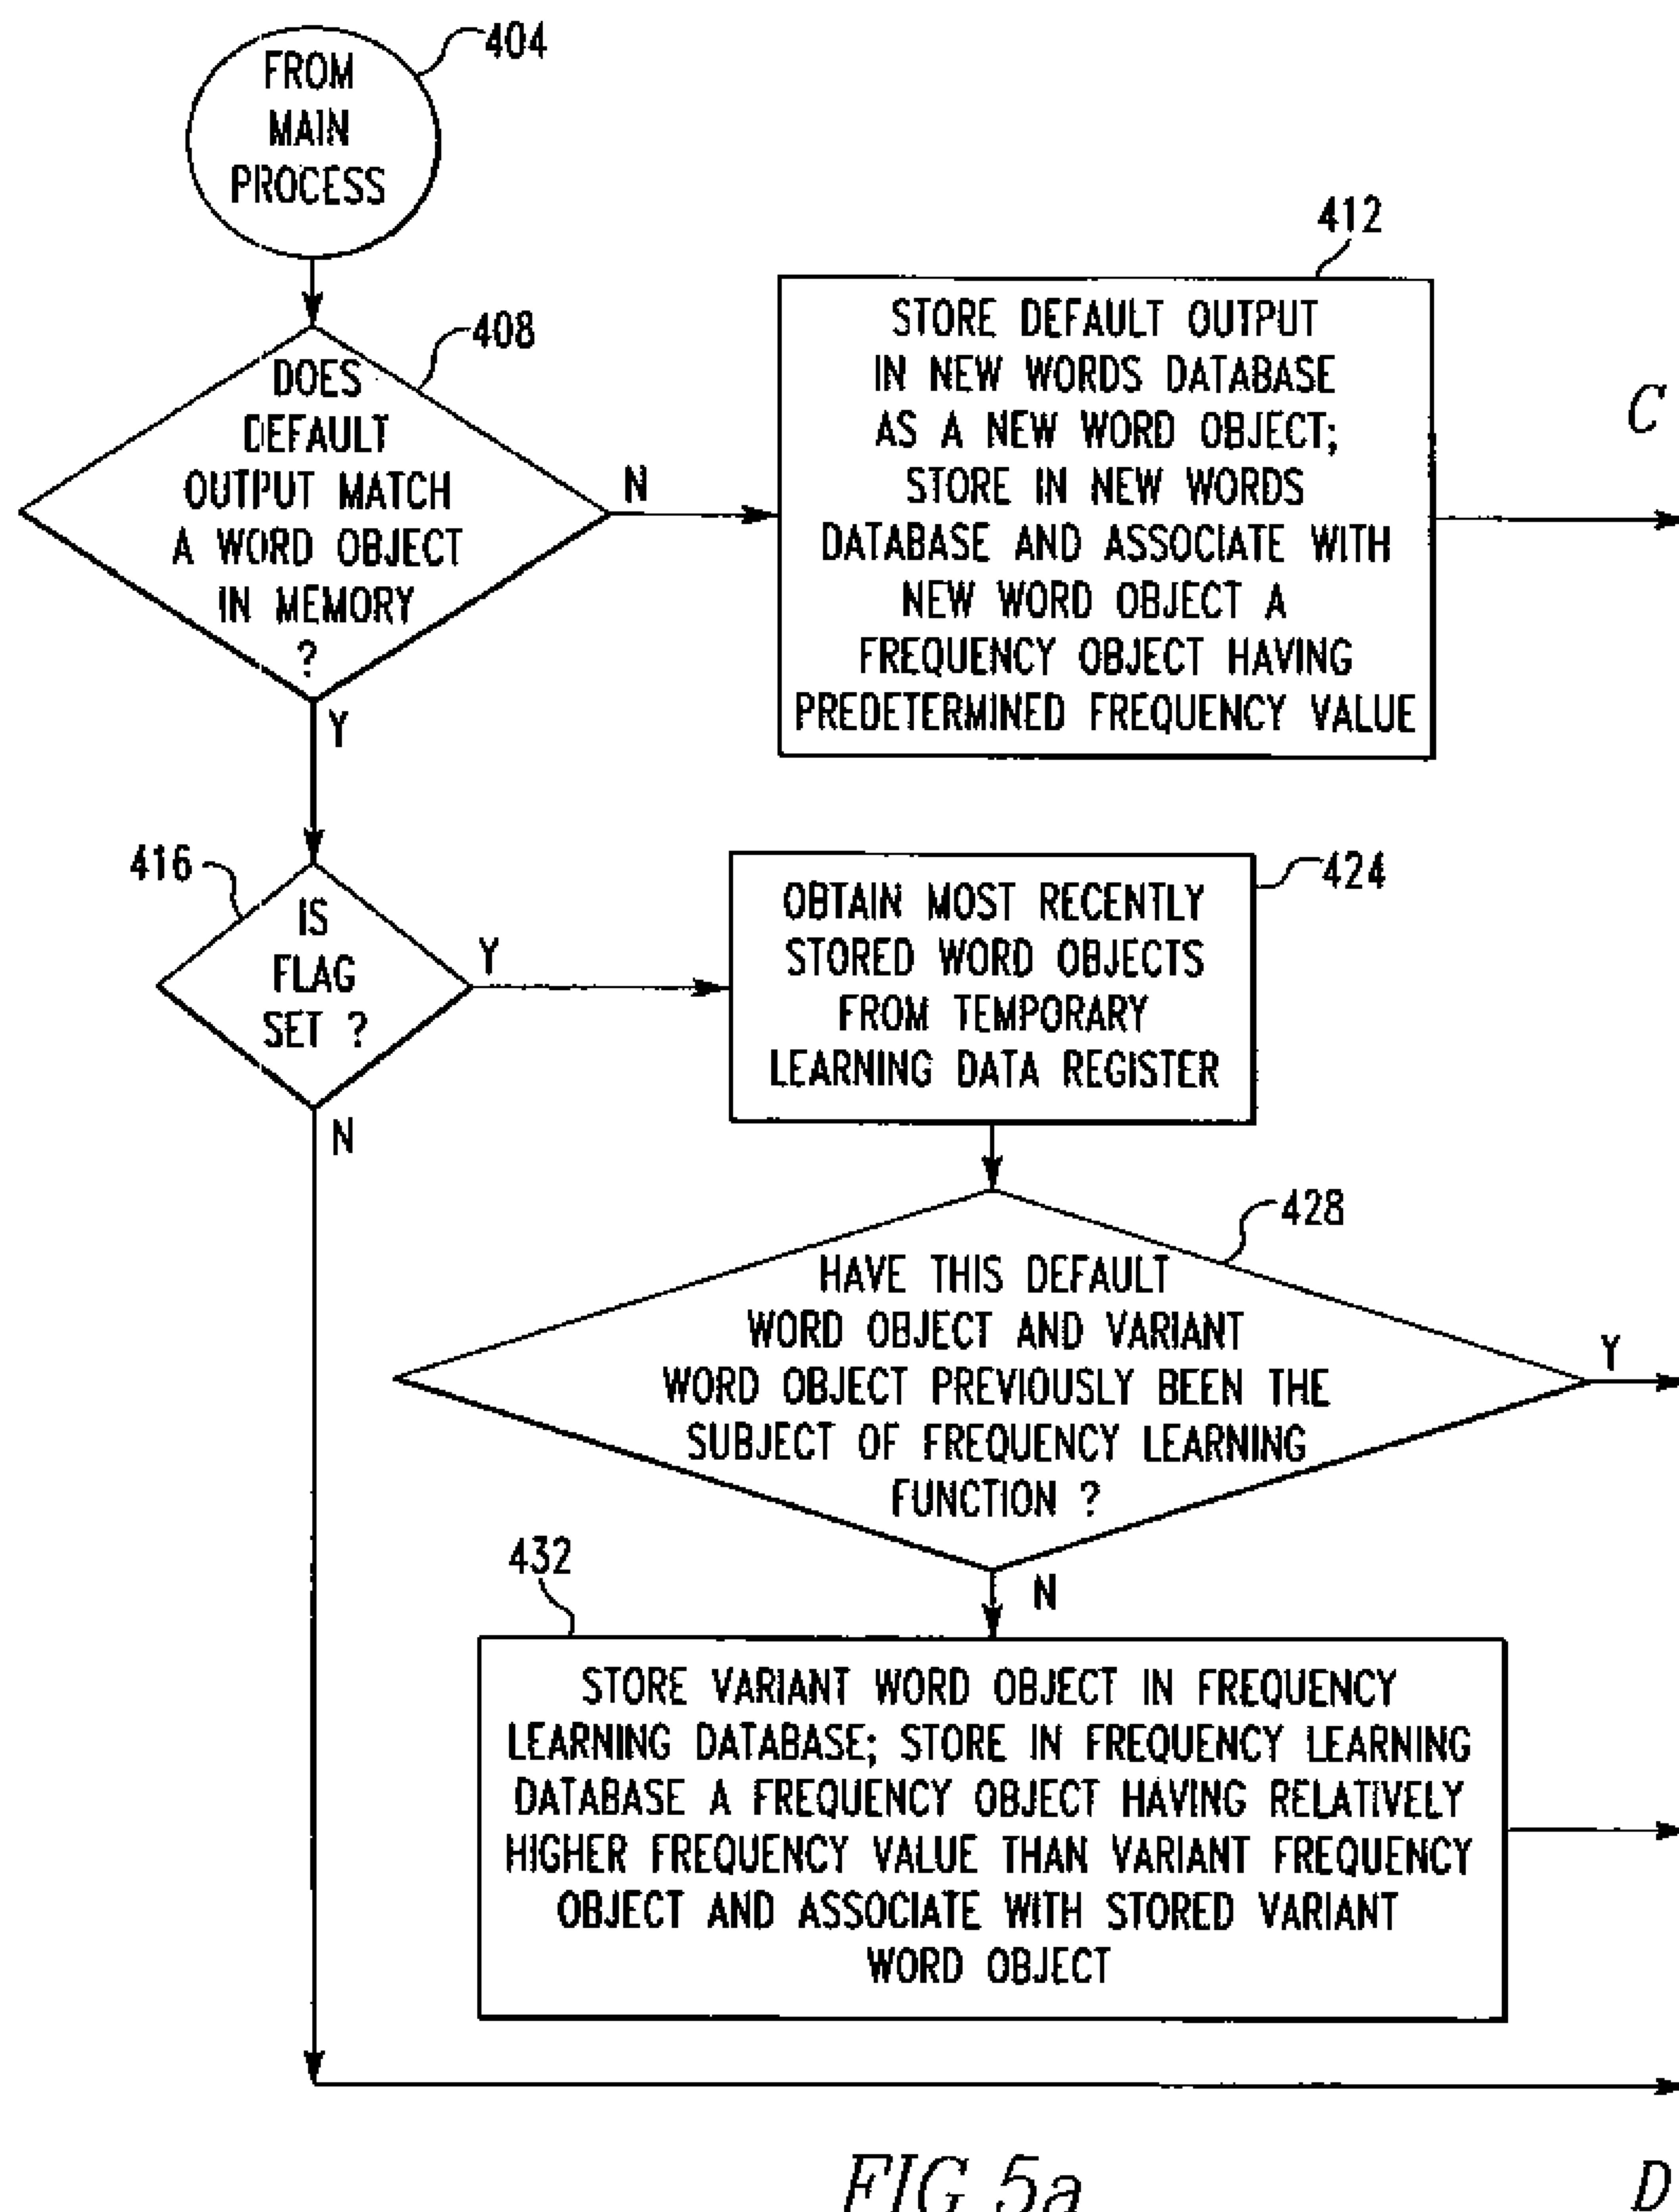 404
FROM
MAIN
PROCESS
408
DOES
DEFAULT
OUTPUT MATCH
A WORD OBJECT
IN MEMORY
?
N
Y
412
STORE DEFAULT OUTPUT
IN NEW WORDS DATABASE
AS A NEW WORD OBJECT;
STORE IN NEW WORDS
DATABASE AND ASSOCIATE WITH
NEW WORD OBJECT A
FREQUENCY OBJECT HAVING
PREDETERMINED FREQUENCY VALUE
C
416
IS
FLAG
SET ?
Y
N
424
OBTAIN MOST RECENTLY
STORED WORD OBJECTS
FROM TEMPORARY
LEARNING DATA REGISTER
428
HAVE THIS DEFAULT
WORD OBJECT AND VARIANT
WORD OBJECT PREVIOUSLY BEEN THE
SUBJECT OF FREQUENCY LEARNING
FUNCTION ?
Y
N
432
STORE VARIANT WORD OBJECT IN FREQUENCY
LEARNING DATABASE; STORE IN FREQUENCY LEARNING
DATABASE A FREQUENCY OBJECT HAVING RELATIVELY
HIGHER FREQUENCY VALUE THAN VARIANT FREQUENCY
OBJECT AND ASSOCIATE WITH STORED VARIANT
WORD OBJECT
FIG 5a
D